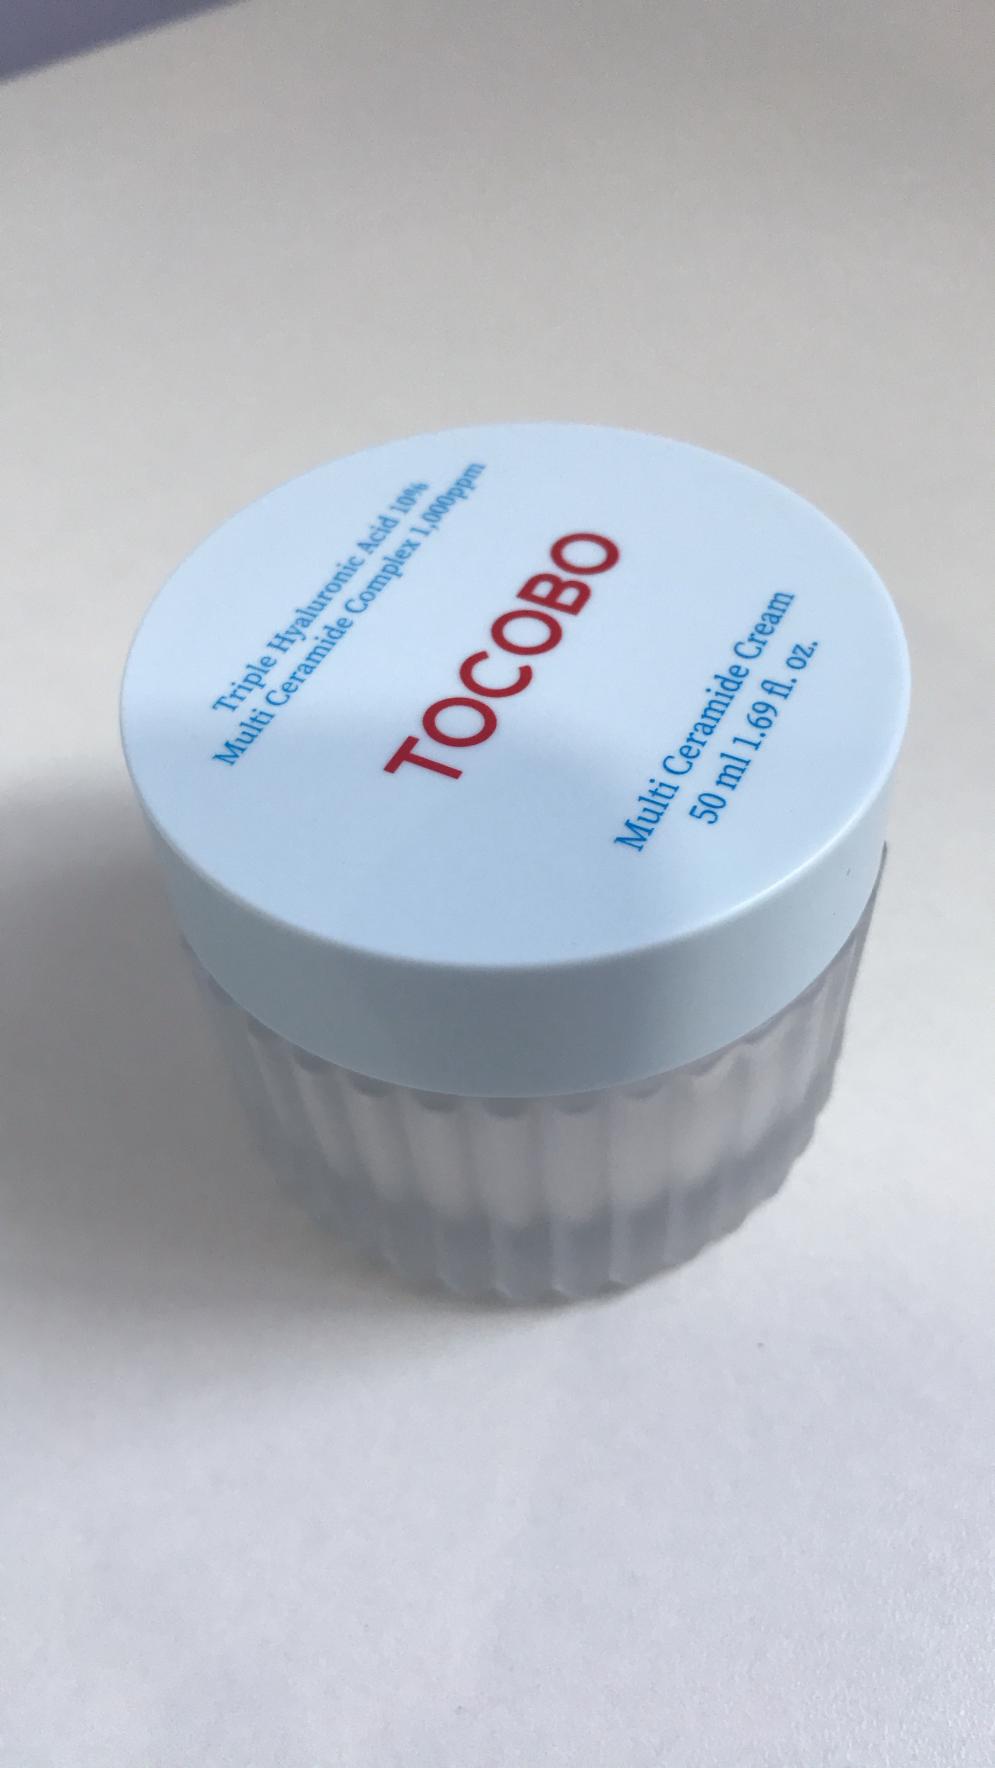 Triple Hyaluronic Acid 10%
Multi Ceramide Complex 1,000ppm
TOCOBO
Multi Ceramide Cream
50 ml 1.69 fl. oz.